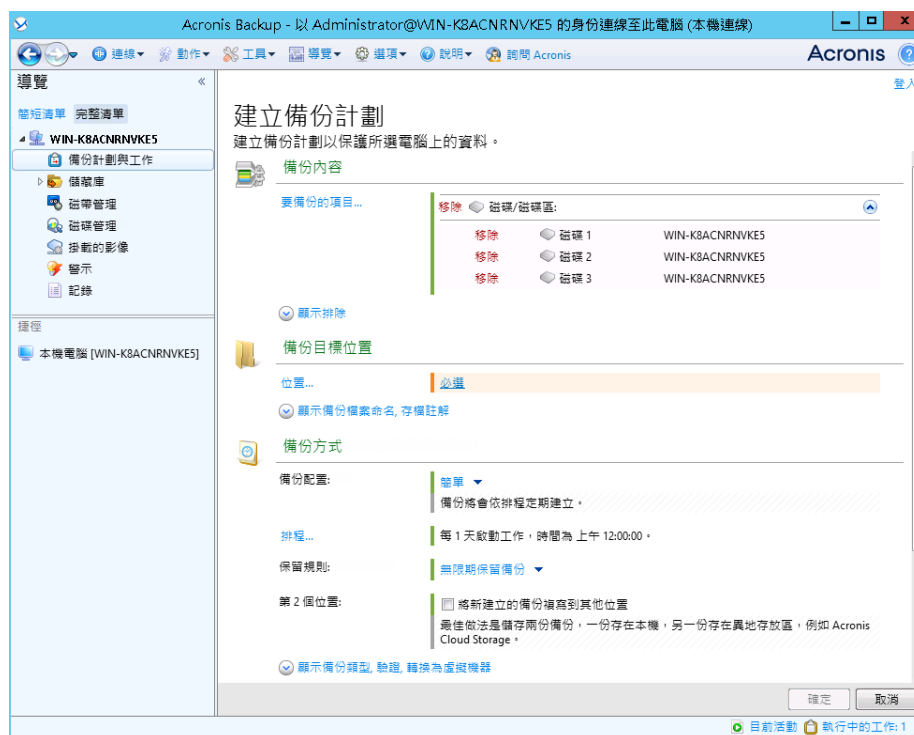 Acronis Backup - 以 Administrator@WIN-K8ACNRNVKE5 的身份連線至此電腦 (本機連線)
連線 動作 工具 導覽 選項 說明 詢問 Acronis Acronis
導覽
登入
簡短清單 完整清單
WIN-K8ACNRNVKE5
備份計劃與工作
儲藏庫
磁帶管理
磁碟管理
掛載的影像
警示
記錄
捷徑
本機電腦 [WIN-K8ACNRNVKE5]
建立備份計劃
建立備份計劃以保護所選電腦上的資料。
備份內容
要備份的項目... 移除 磁碟/磁碟區:
移除 磁碟 1 WIN-K8ACNRNVKE5
移除 磁碟 2 WIN-K8ACNRNVKE5
移除 磁碟 3 WIN-K8ACNRNVKE5
顯示排除
備份目標位置
位置... 必選
顯示備份檔案命名, 存檔註解
備份方式
備份配置: 簡單
備份將會依排程定期建立。
排程... 每 1 天啟動工作，時間為 上午 12:00:00。
保留規則: 無限期保留備份
第 2 個位置: 將新建立的備份複寫到其他位置
最佳做法是儲存兩份備份，一份存在本機，另一份存在異地存放區，例如 Acronis
Cloud Storage。
顯示備份類型, 驗證, 轉換為虛擬機器
確定 取消
目前活動 執行中的工作: 1